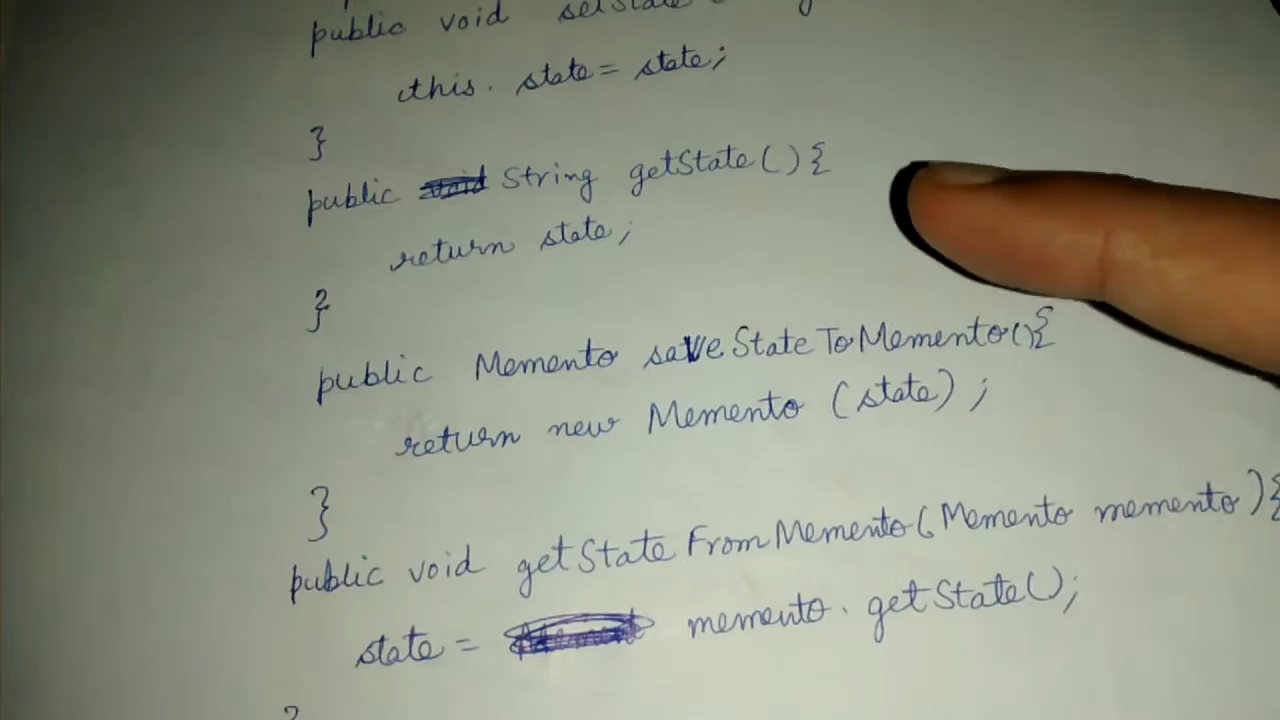 public void setState
this. state = state;
}
public String getState(){
return state;
}
public Memento saveStateToMemento(){
return new Memento (state);
}
public void getStateFromMemento(Memento memento){
state = memento. getState();
}